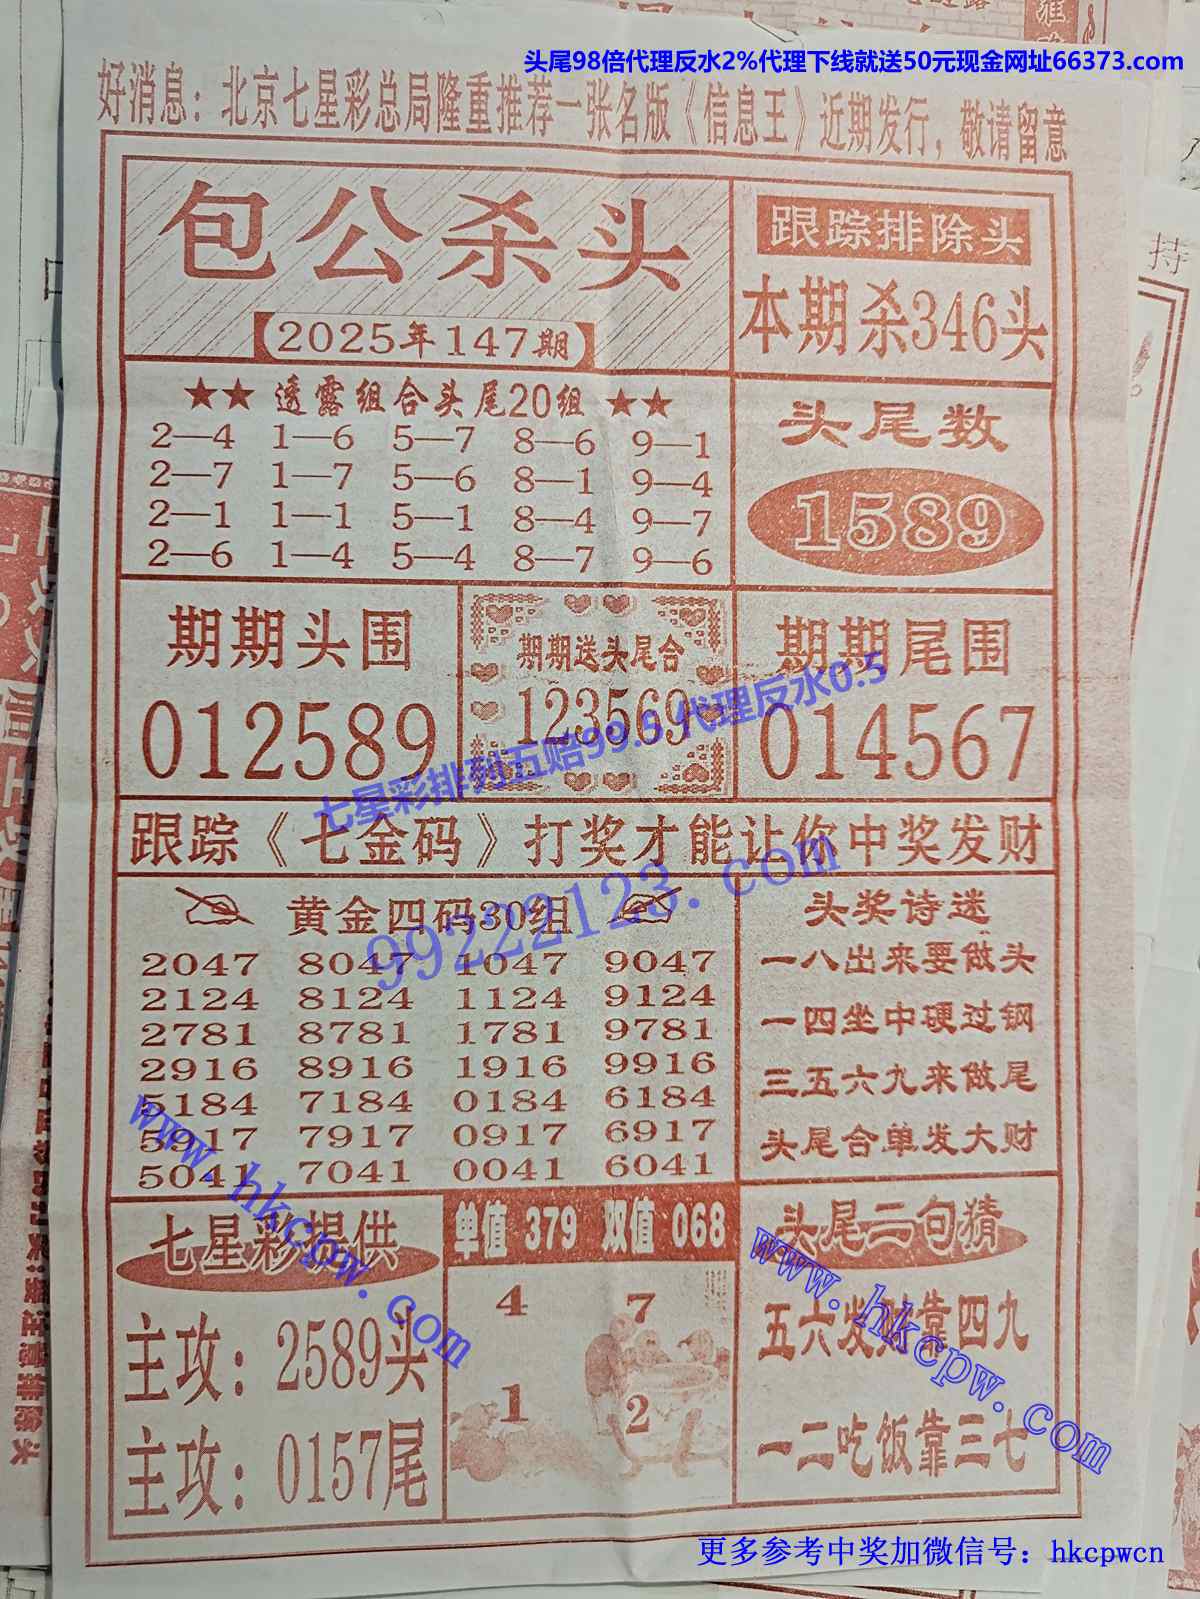 头尾98倍代理反水2%代理下线就送50元现金网址66373.com
好消息：北京七星彩总局隆重推荐一张名版《信息王》近期发行，敬请留意
包公杀头
【2025年147期】
跟踪排除头
本期杀346头
★★ 透露组合头尾20组 ★★
2—4 1—6 5—7 8—6 9—1
2—7 1—7 5—6 8—1 9—4
2—1 1—1 5—1 8—4 9—7
2—6 1—4 5—4 8—7 9—6
头尾数
1589
期期头围
012589
期期送头尾合
123569
期期尾围
014567
七星彩排列五赔99.5 代理反水0.5
跟踪《七金码》打奖才能让你中奖发财
99222123.com
黄金四码30组
2047 8047 1047 9047
2124 8124 1124 9124
2781 8781 1781 9781
2916 8916 1916 9916
5184 7184 0184 6184
5917 7917 0917 6917
5041 7041 0041 6041
头奖诗迷
一八出来要做头
一四坐中硬过钢
三五六九来做尾
头尾合单发大财
www.hkcpw.com
七星彩提供
主攻：2589头
主攻：0157尾
单值 379 双值 068
4 7
1 2
头尾二句猜
五六发财靠四九
一二吃饭靠三七
www.hkcpw.com
更多参考中奖加微信号：hkcpwcn
持